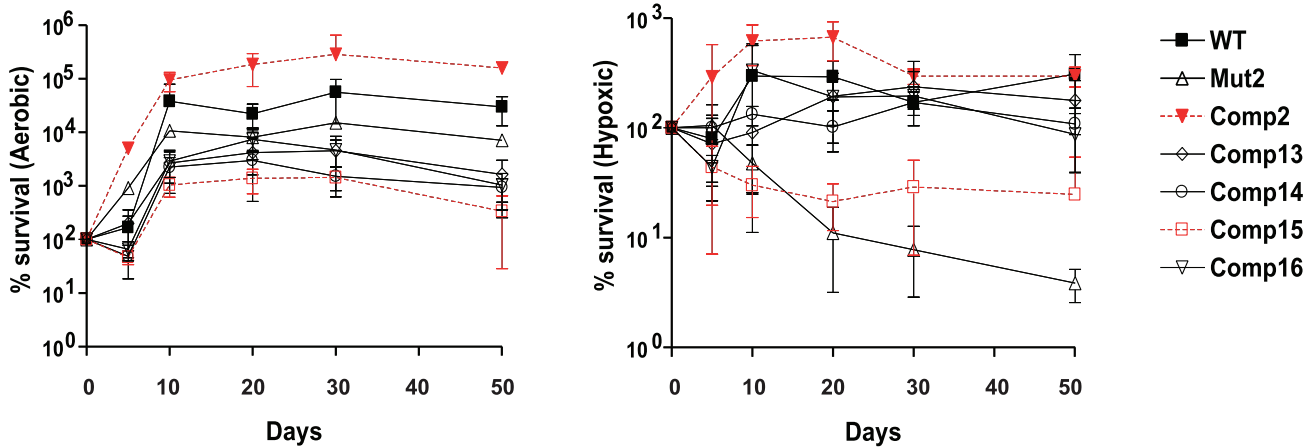 % survival (Aerobic)
10^6
10^5
10^4
10^3
10^2
10^1
10^0
0 10 20 30 40 50
Days
% survival (Hypoxic)
10^3
10^2
10^1
10^0
0 10 20 30 40 50
Days
WT
Mut2
Comp2
Comp13
Comp14
Comp15
Comp16